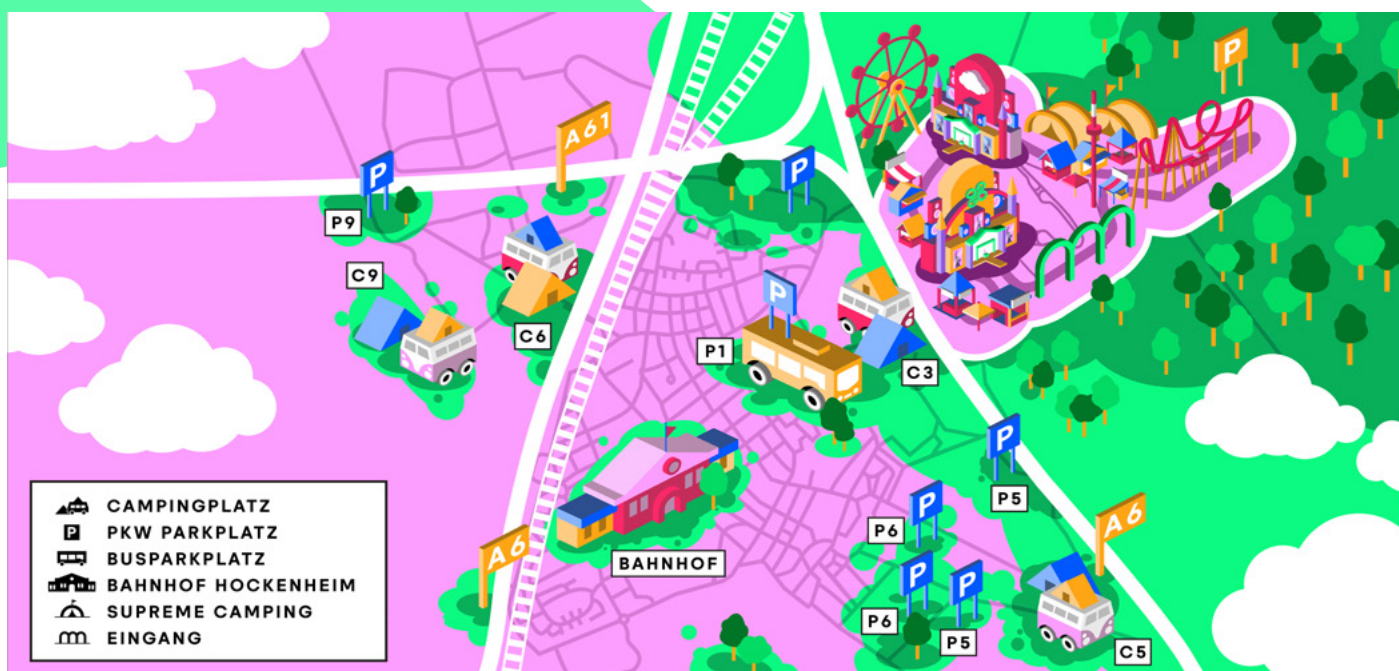 P
A61
P
P
P9
C9
C6
P
P1
C3
P
P5
A6
P
P6
BAHNHOF
A6
P
P
P6
P5
C5
CAMPINGPLATZ
P
PKW PARKPLATZ
BUSPARKPLATZ
BAHNHOF HOCKENHEIM
SUPREME CAMPING
EINGANG